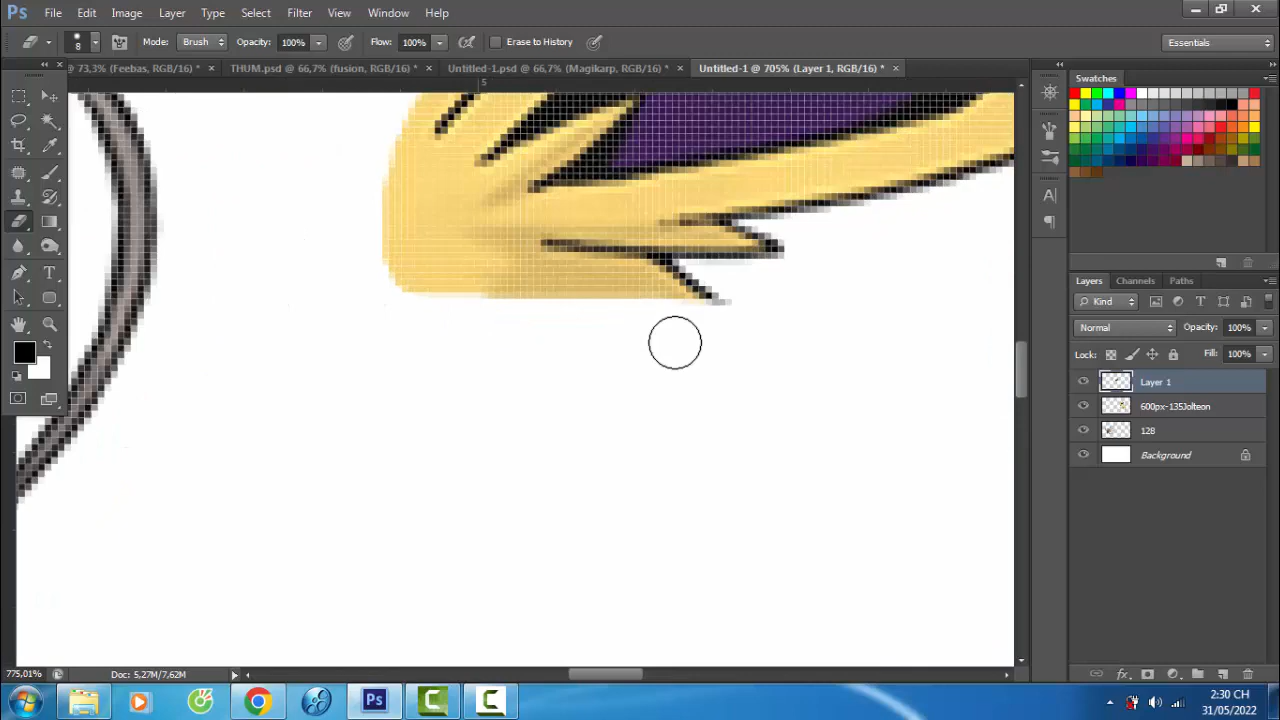 Ps File Edit Image Layer Type Select Filter View Window Help
8 Mode: Brush Opacity: 100% Flow: 100% Erase to History Essentials
73,3% (Feebas, RGB/16) * × THUM.psd @ 66,7% (fusion, RGB/16) * × Untitled-1.psd @ 66,7% (Magikarp, RGB/16) * × Untitled-1 @ 705% (Layer 1, RGB/16) * ×
5
Swatches
Layers Channels Paths
Kind
Normal Opacity: 100%
Lock: Fill: 100%
Layer 1
600px-135Jolteon
128
Background
775,01% Doc: 5,27M/7,62M
Ps
2:30 CH
31/05/2022